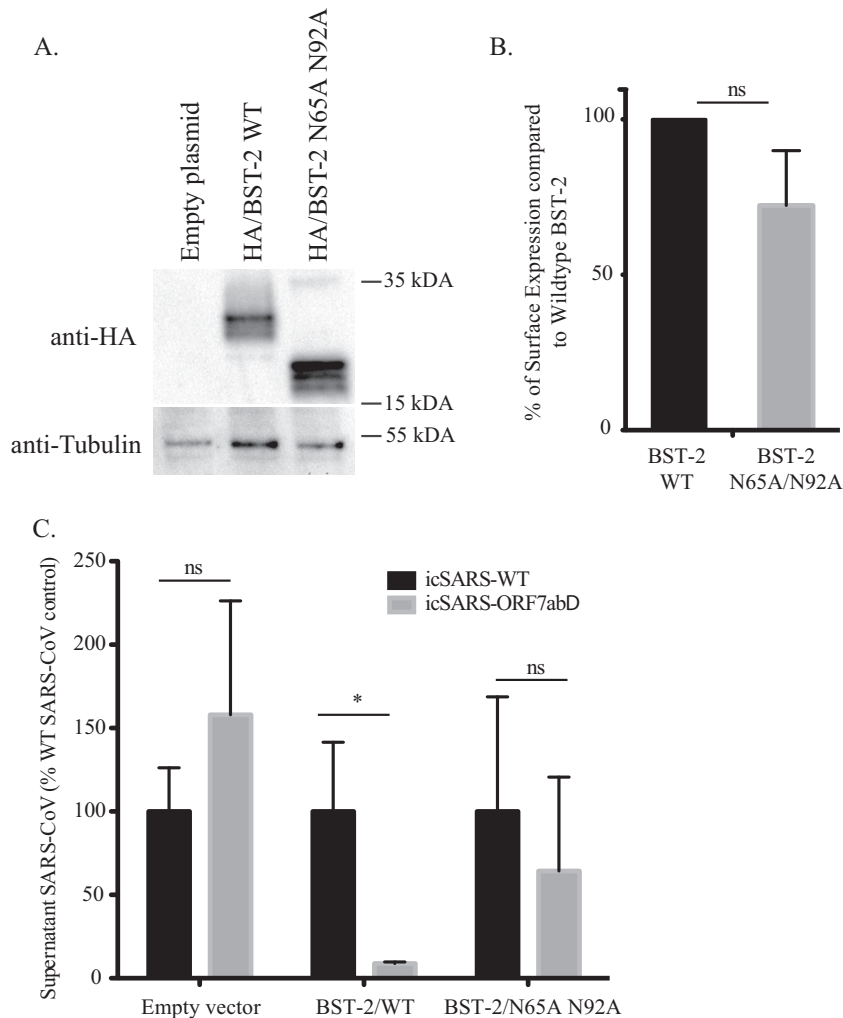 A.
Empty plasmid
HA/BST-2 WT
HA/BST-2 N65A N92A
35 kDA
anti-HA
15 kDA
55 kDA
anti-Tubulin
B.
% of Surface Expression compared
to Wildtype BST-2
ns
100
50
0
BST-2
WT
BST-2
N65A/N92A
C.
Supernatant SARS-CoV (% WT SARS-CoV control)
250
200
150
100
50
0
ns
*
ns
icSARS-WT
icSARS-ORF7abD
Empty vector
BST-2/WT
BST-2/N65A N92A